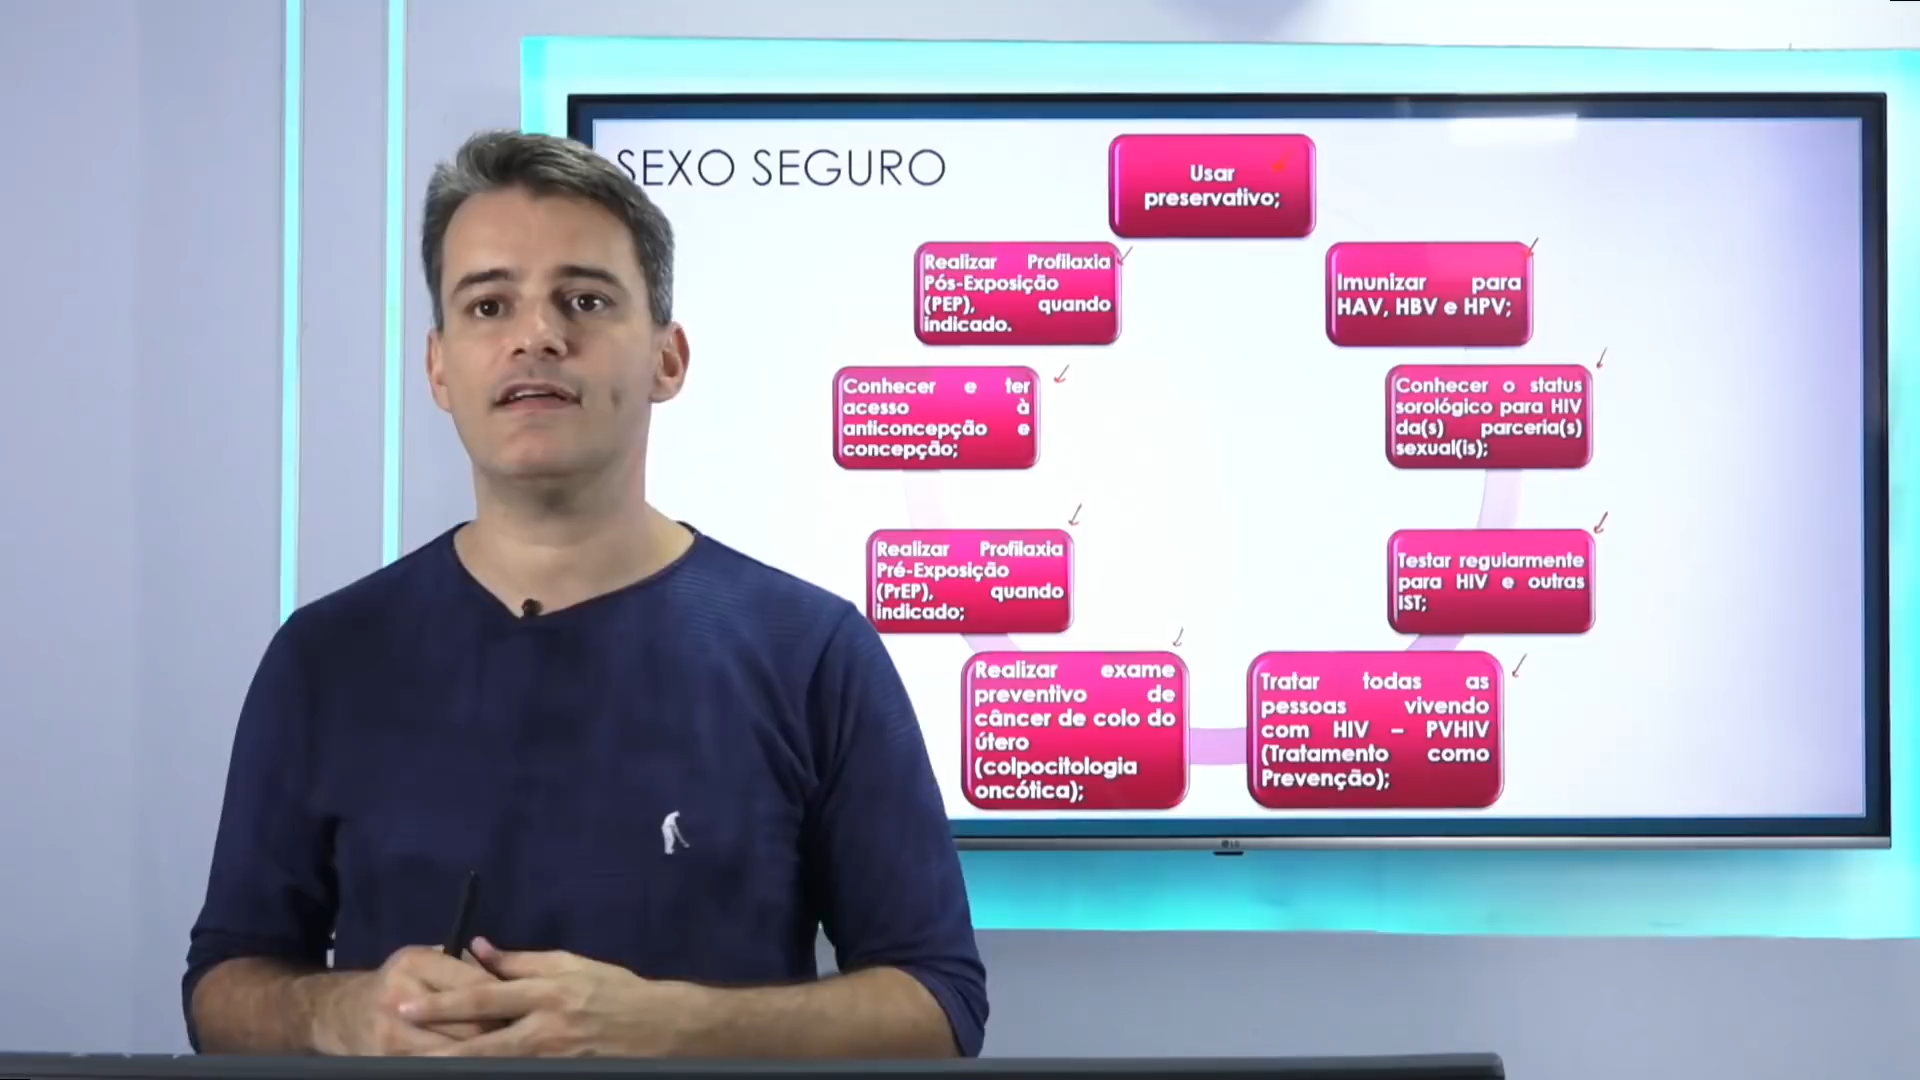 SEXO SEGURO
Usar
preservativo;
Imunizar para
HAV, HBV e HPV;
Conhecer o status
sorológico para HIV
da(s) parceria(s)
sexual(is);
Testar regularmente
para HIV e outras
IST;
Tratar todas as
pessoas vivendo
com HIV – PVHIV
(Tratamento como
Prevenção);
Realizar exame
preventivo de
câncer de colo do
útero
(colpocitologia
oncótica);
Realizar Profilaxia
Pré-Exposição
(PrEP), quando
indicado;
Conhecer e ter
acesso à
anticoncepção e
concepção;
Realizar Profilaxia
Pós-Exposição
(PEP), quando
indicado.
LG